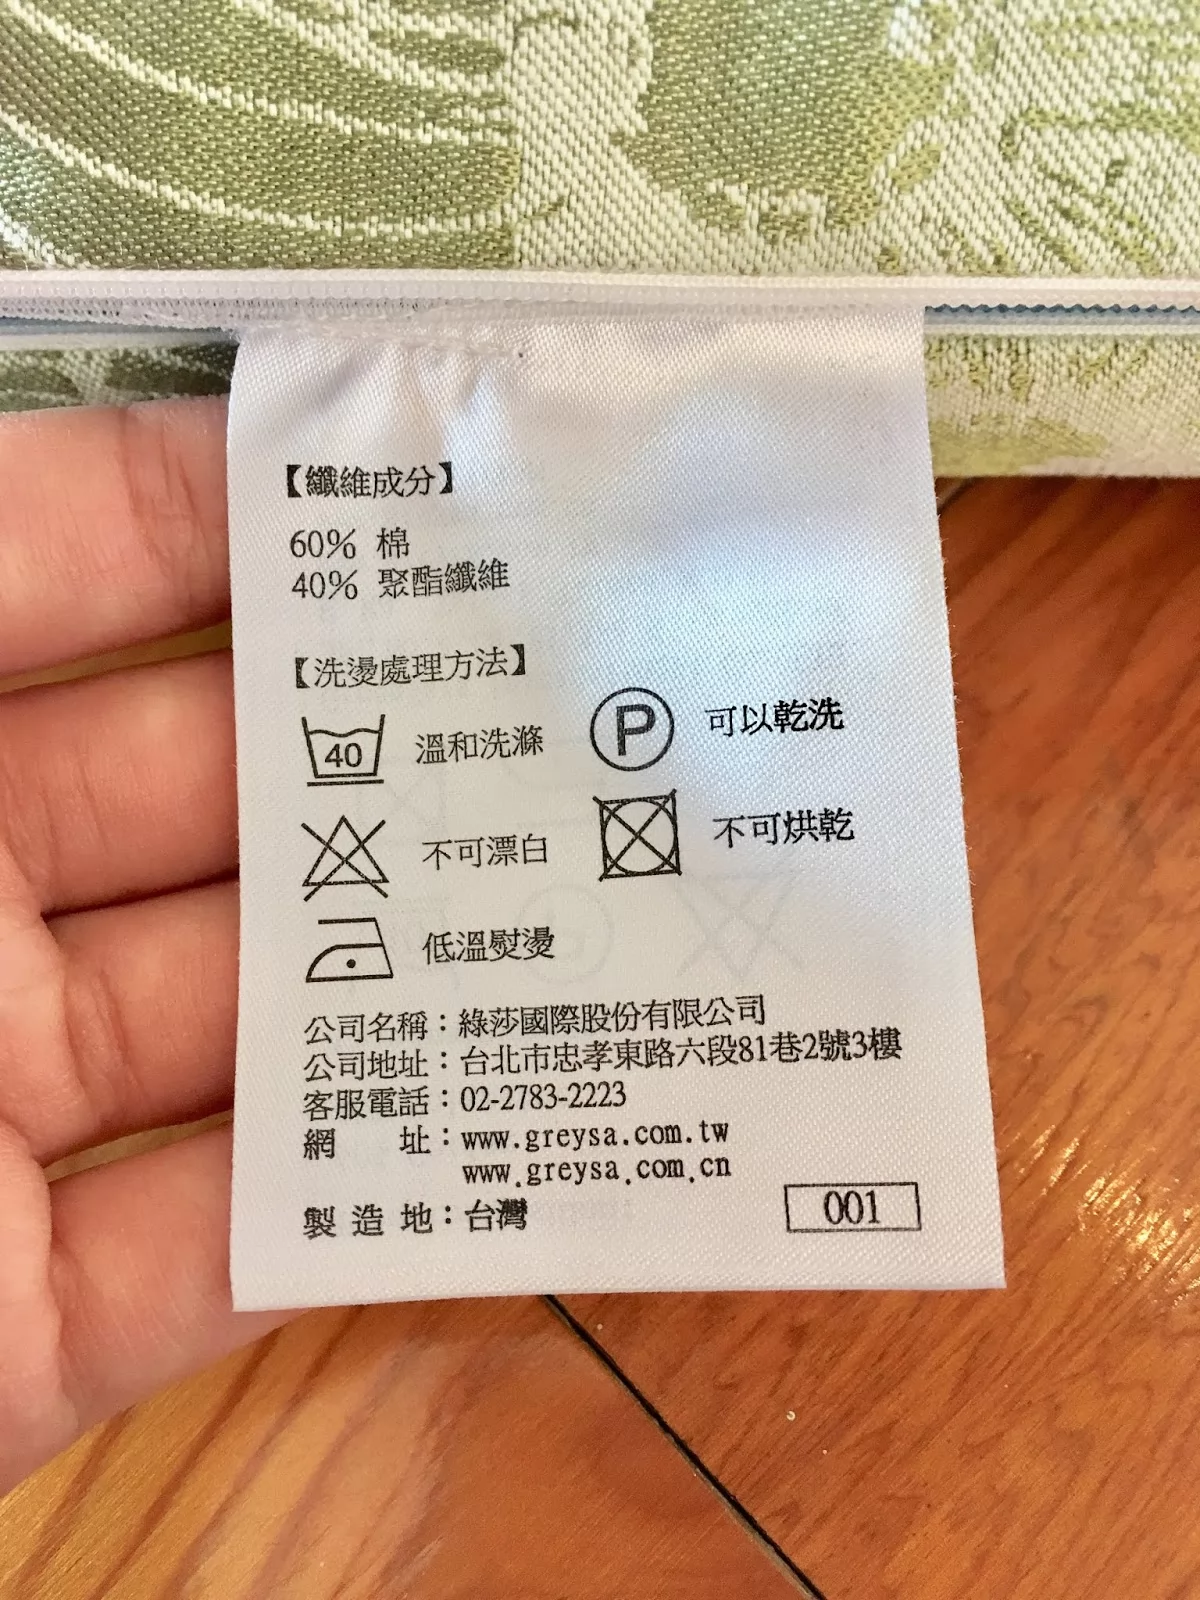 【纖維成分】
60% 棉
40% 聚酯纖維
【洗燙處理方法】
40 溫和洗滌
P 可以乾洗
不可漂白
不可烘乾
低溫熨燙
公司名稱：綠莎國際股份有限公司
公司地址：台北市忠孝東路六段81巷2號3樓
客服電話：02-2783-2223
網　　址：www.greysa.com.tw
www.greysa.com.cn
製 造 地：台灣
001